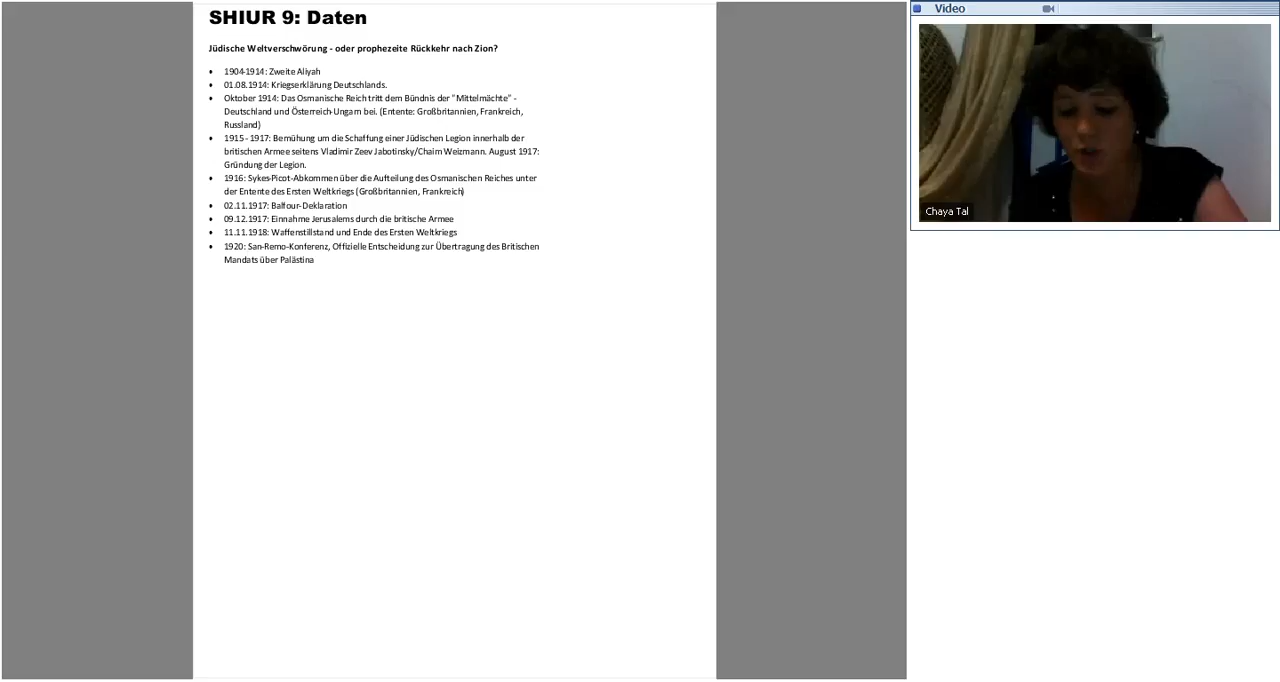 SHIUR 9: Daten
Jüdische Weltverschwörung - oder prophezeite Rückkehr nach Zion?
• 1904-1914: Zweite Aliyah
• 01.08.1914: Kriegserklärung Deutschlands.
• Oktober 1914: Das Osmanische Reich tritt dem Bündnis der "Mittelmächte" -
Deutschland und Österreich-Ungarn bei. (Entente: Großbritannien, Frankreich,
Russland)
• 1915 - 1917: Bemühung um die Schaffung einer Jüdischen Legion innerhalb der
britischen Armee seitens Vladimir Zeev Jabotinsky/Chaim Weizmann. August 1917:
Gründung der Legion.
• 1916: Sykes-Picot-Abkommen über die Aufteilung des Osmanischen Reiches unter
der Entente des Ersten Weltkriegs (Großbritannien, Frankreich)
• 02.11.1917: Balfour-Deklaration
• 09.12.1917: Einnahme Jerusalems durch die britische Armee
• 11.11.1918: Waffenstillstand und Ende des Ersten Weltkriegs
• 1920: San-Remo-Konferenz, Offizielle Entscheidung zur Übertragung des Britischen
Mandats über Palästina
Video
Chaya Tal